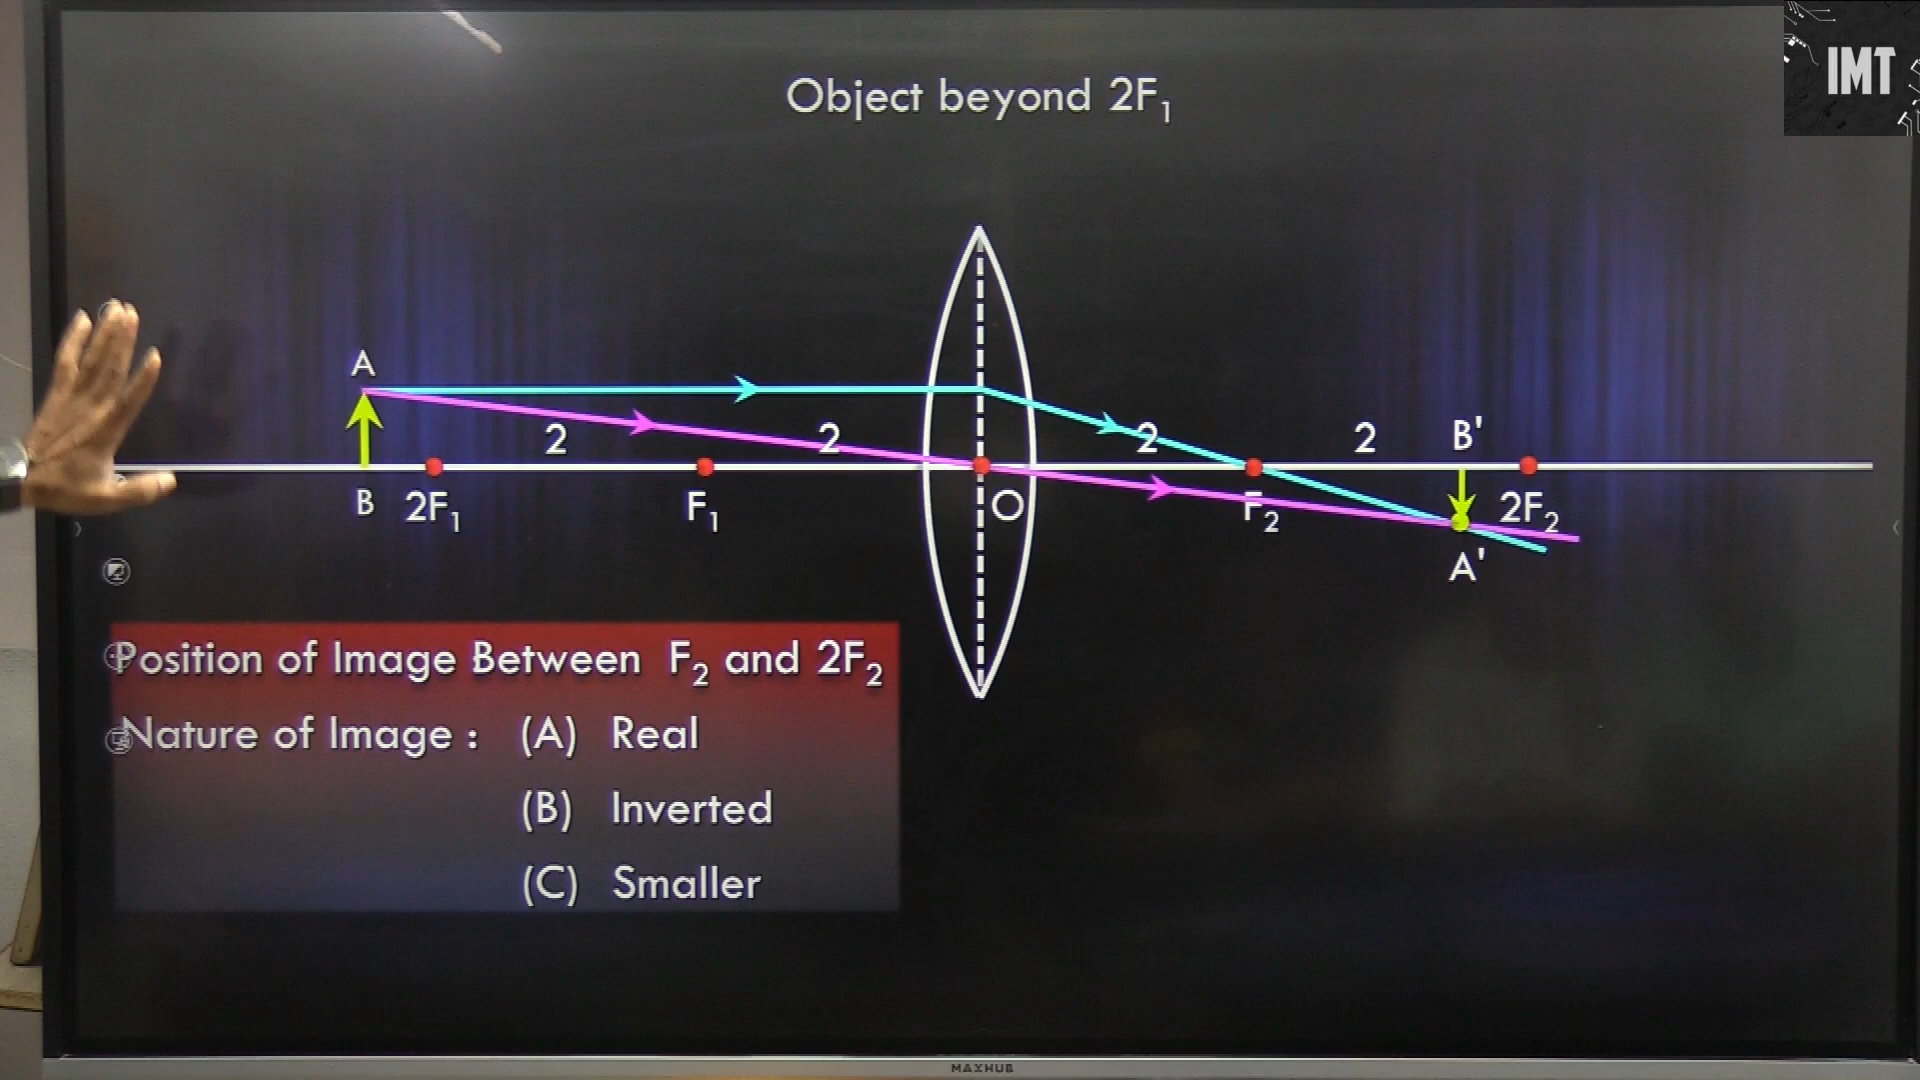 IMT
Object beyond 2F₁
A
2 2 2 2 B'
B 2F₁ F₁ O F₂ 2F₂
A'
Position of Image Between F₂ and 2F₂
Nature of Image : (A) Real
(B) Inverted
(C) Smaller
MAXHUB